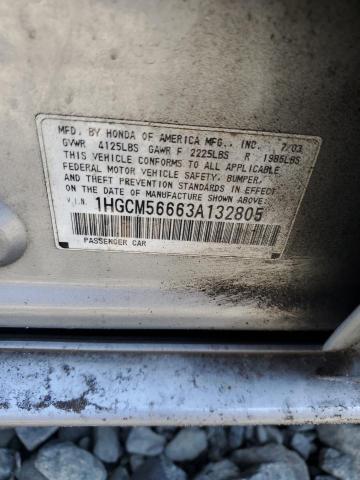 MFD. BY HONDA OF AMERICA MFG., INC. 7/03
GVWR 4125LBS GAWR F 2225LBS R 1985LBS
THIS VEHICLE CONFORMS TO ALL APPLICABLE
FEDERAL MOTOR VEHICLE SAFETY, BUMPER,
AND THEFT PREVENTION STANDARDS IN EFFECT
ON THE DATE OF MANUFACTURE SHOWN ABOVE.
V.I.N. 1HGCM56663A132805
PASSENGER CAR